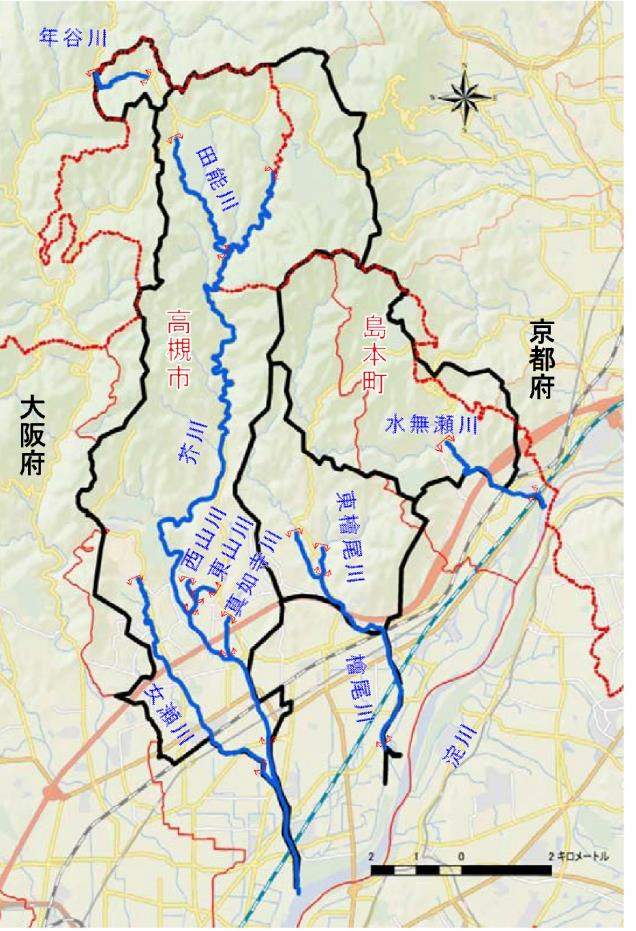 年谷川
N
W
E
S
田能川
高槻市
島本町
京都府
大阪府
水無瀬川
芥川
東檜尾川
西山川
東山川
真如寺川
檜尾川
女瀬川
淀川
2 1 0 2 キロメートル